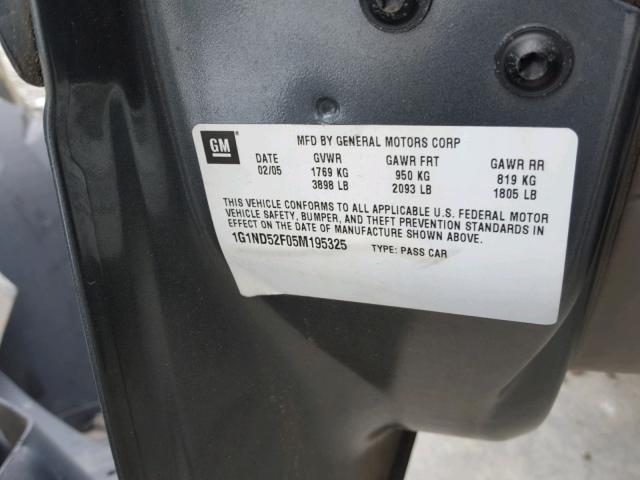 GM
MFD BY GENERAL MOTORS CORP
DATE GVWR GAWR FRT GAWR RR
02/05 1769 KG 950 KG 819 KG
3898 LB 2093 LB 1805 LB
THIS VEHICLE CONFORMS TO ALL APPLICABLE U.S. FEDERAL MOTOR
VEHICLE SAFETY, BUMPER, AND THEFT PREVENTION STANDARDS IN
EFFECT ON THE DATE OF MANUFACTURE SHOWN ABOVE.
1G1ND52F05M195325 TYPE: PASS CAR